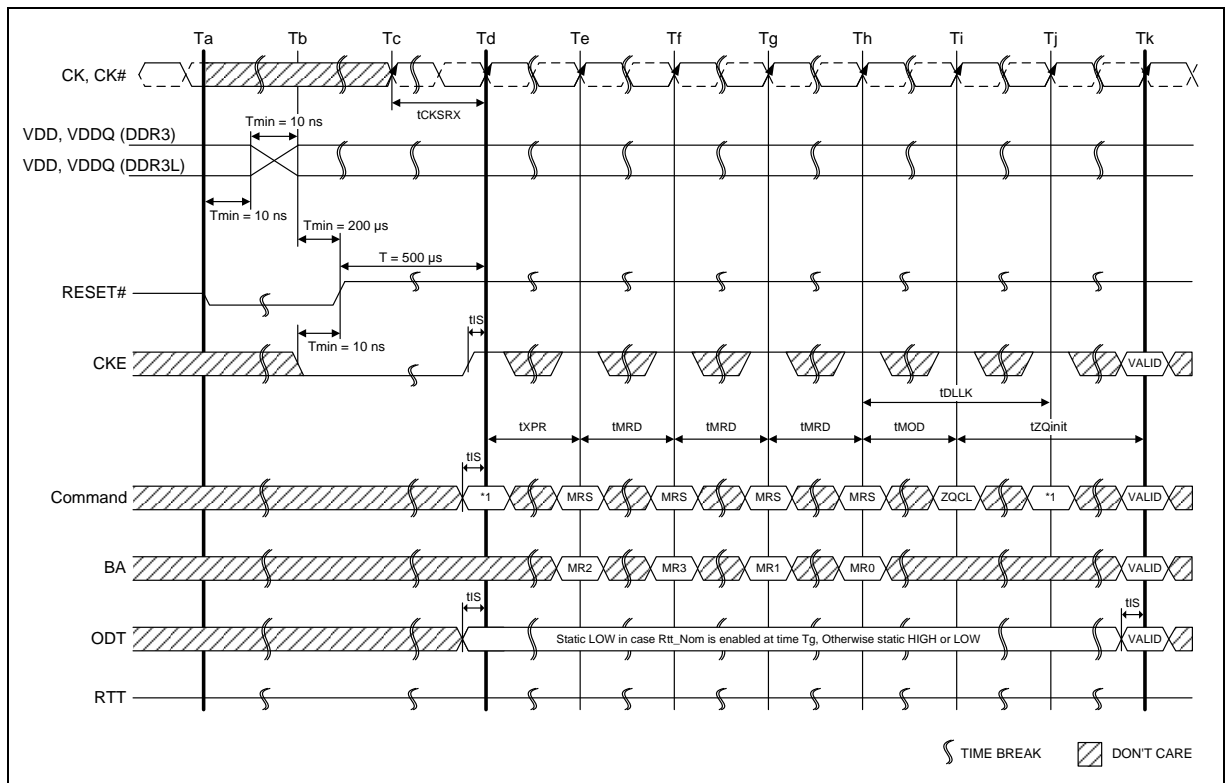 Ta Tb Tc Td Te Tf Tg Th Ti Tj Tk
CK, CK#
tCKSRX
Tmin = 10 ns
VDD, VDDQ (DDR3)
VDD, VDDQ (DDR3L)
Tmin = 10 ns
Tmin = 200 µs
T = 500 µs
RESET#
tIS
Tmin = 10 ns
CKE
VALID
tDLLK
tXPR tMRD tMRD tMRD tMOD tZQinit
tIS
Command *1 MRS MRS MRS MRS ZQCL *1 VALID
BA MR2 MR3 MR1 MR0 VALID
tIS tIS
ODT Static LOW in case Rtt_Nom is enabled at time Tg, Otherwise static HIGH or LOW VALID
RTT
TIME BREAK DON'T CARE